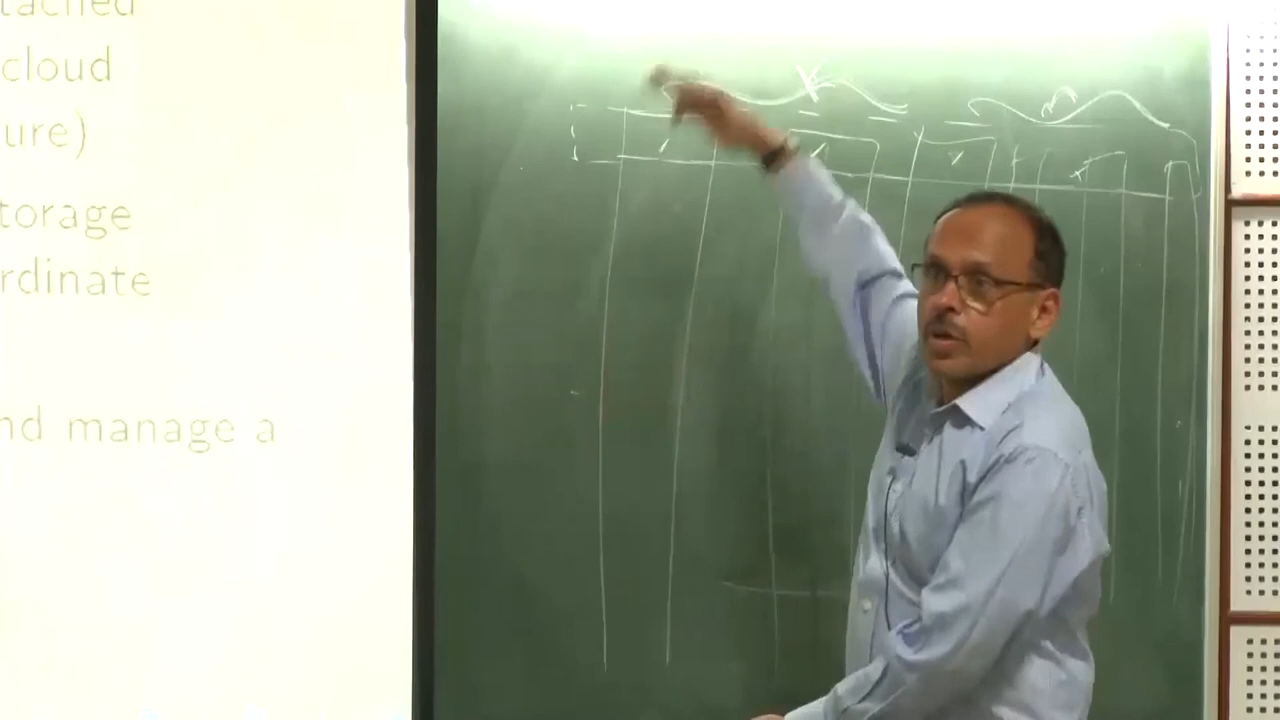 tached
cloud
ure)
torage
rdinate
nd manage a